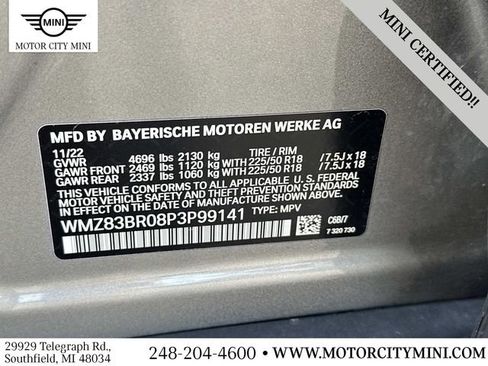 MINI
MOTOR CITY MINI
MINI CERTIFIED!!
MFD BY BAYERISCHE MOTOREN WERKE AG
11/22 TIRE / RIM
GVWR 4696 lbs 2130 kg
GAWR FRONT 2469 lbs 1120 kg WITH 225/50 R18 /7.5J x 18
GAWR REAR 2337 lbs 1060 kg WITH 225/50 R18 /7.5J x 18
THIS VEHICLE CONFORMS TO ALL APPLICABLE U.S.
FEDERAL MOTOR VEHICLE SAFETY, BUMPER, AND THEFT
PREVENTION STANDARDS IN EFFECT ON THE DATE
OF MANUFACTURE SHOWN ABOVE.
WMZ83BR08P3P99141 TYPE: MPV
C6B/7
7 320 730
29929 Telegraph Rd.,
Southfield, MI 48034
248-204-4600 • WWW.MOTORCITYMINI.COM